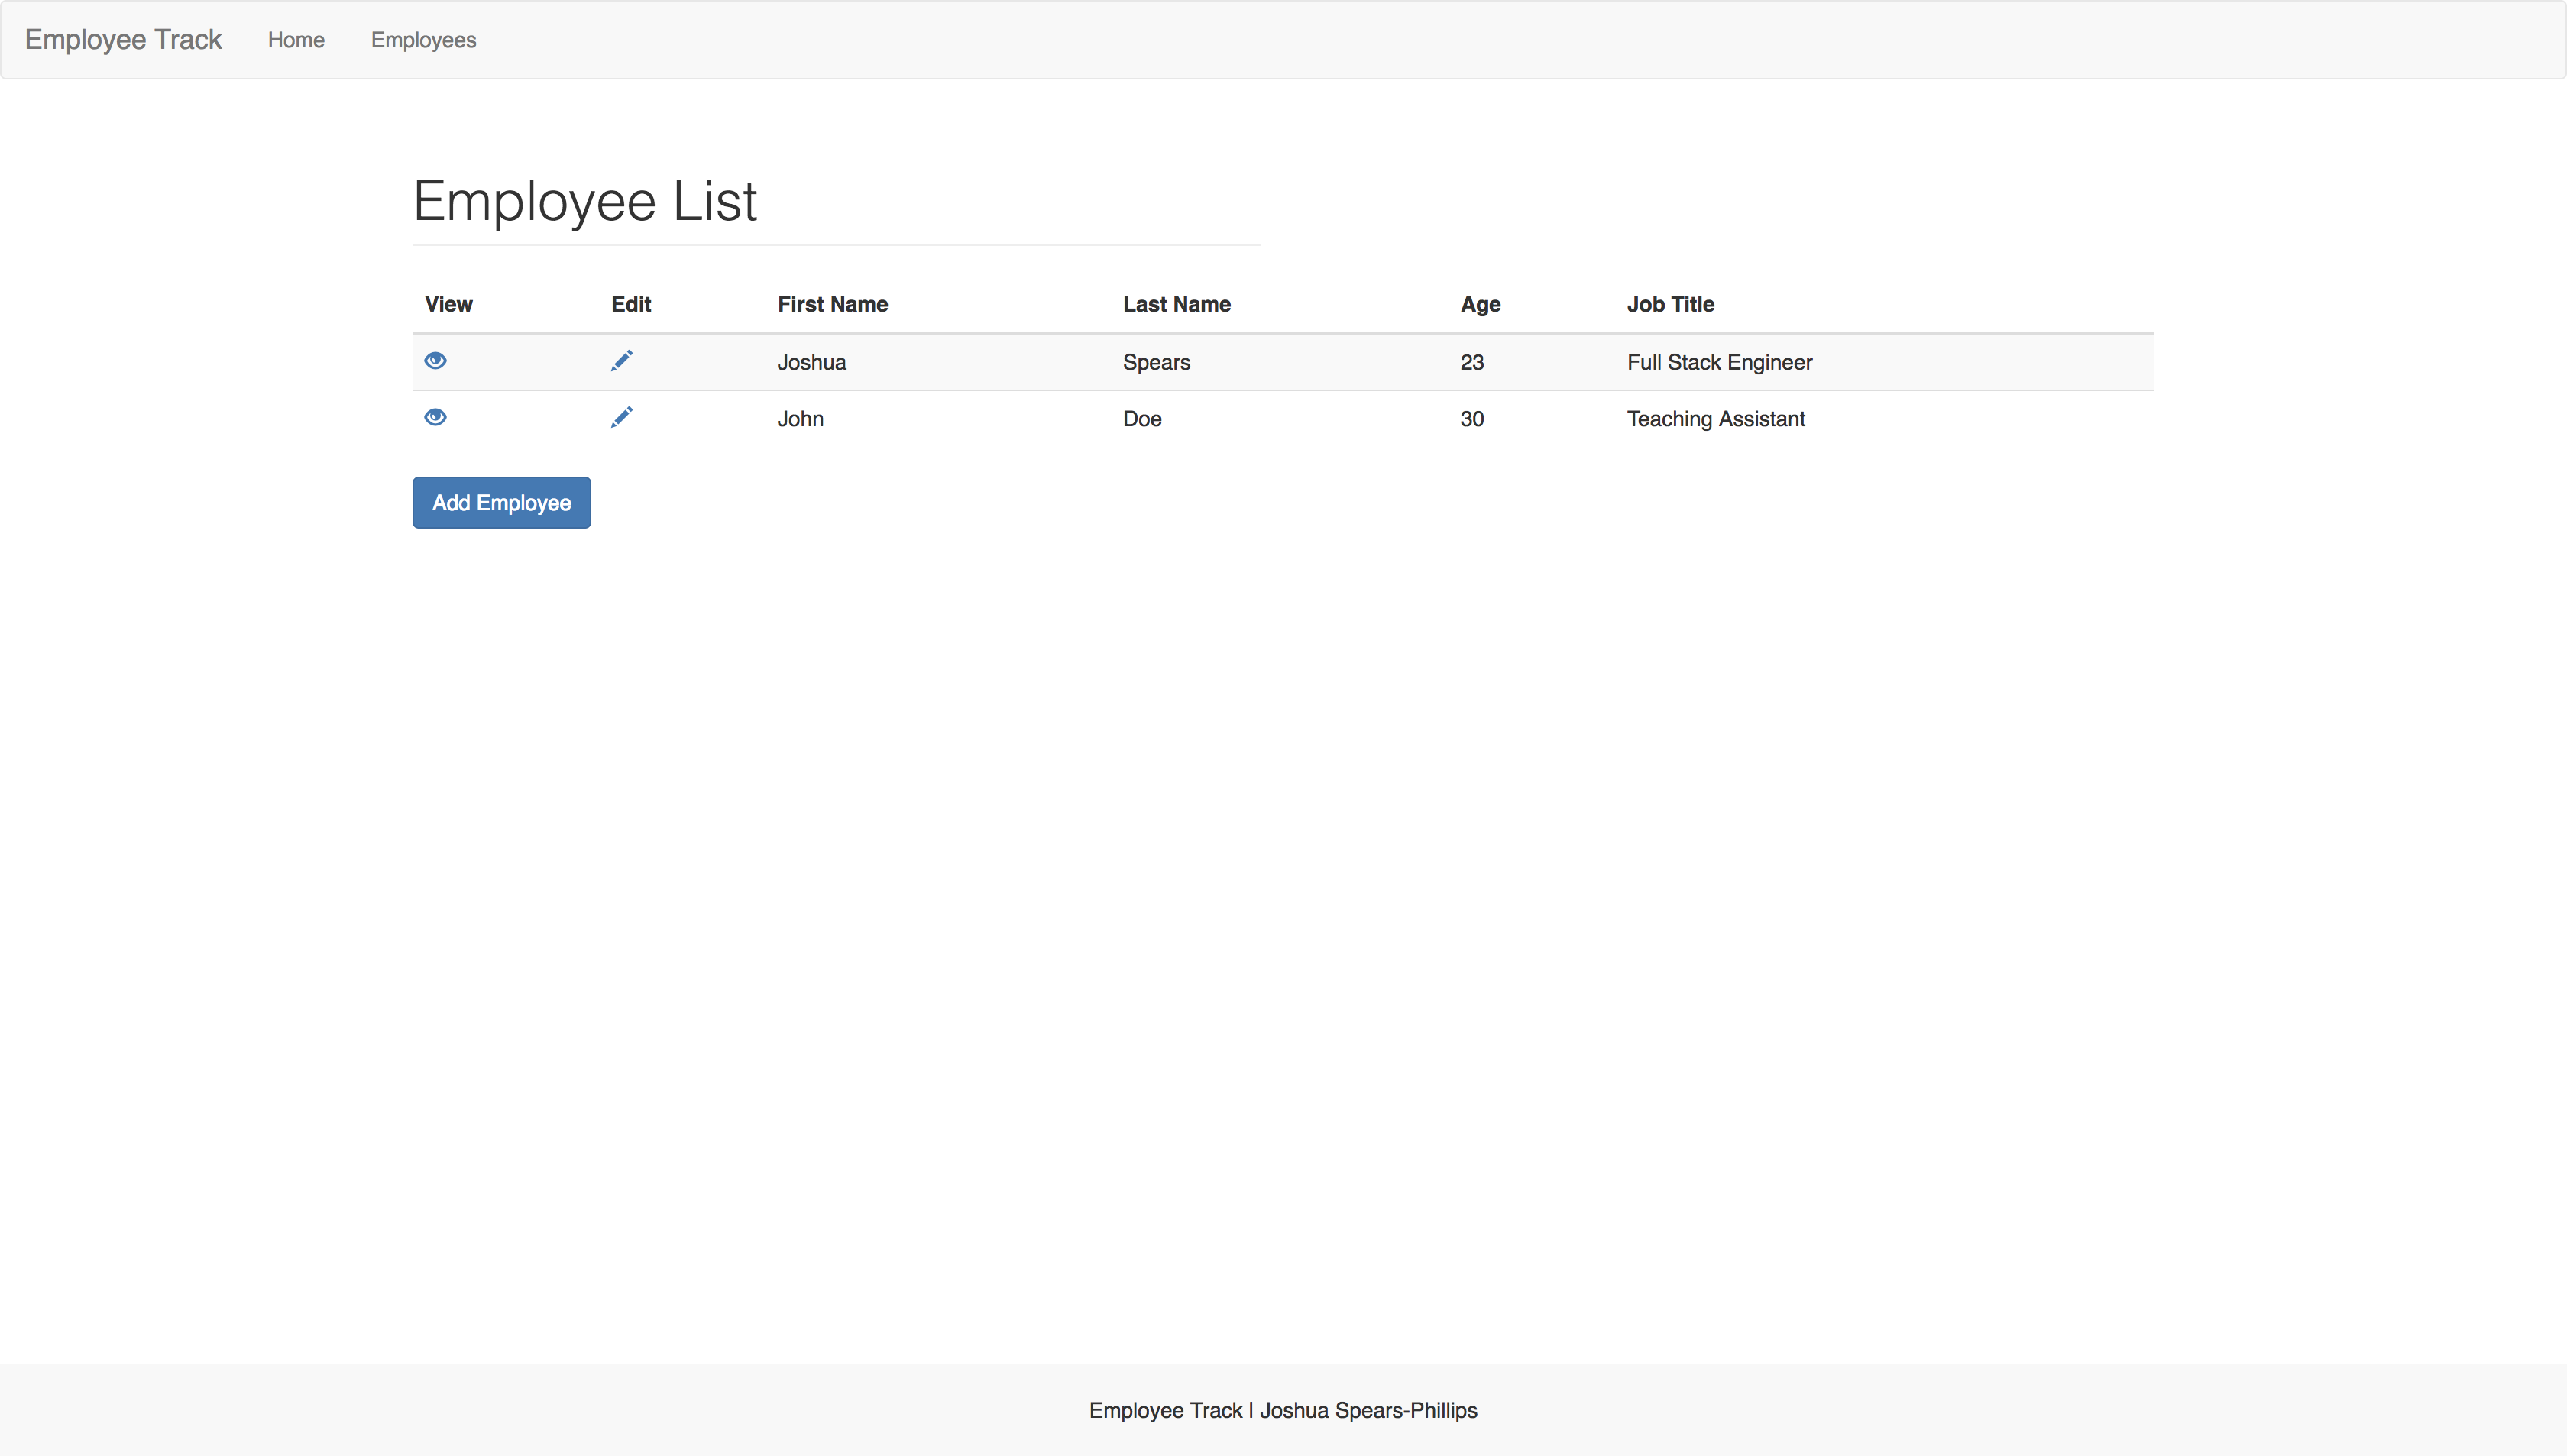 Employee Track Home Employees
Employee List
View Edit First Name Last Name Age Job Title
Joshua Spears 23 Full Stack Engineer
John Doe 30 Teaching Assistant
Add Employee
Employee Track | Joshua Spears-Phillips